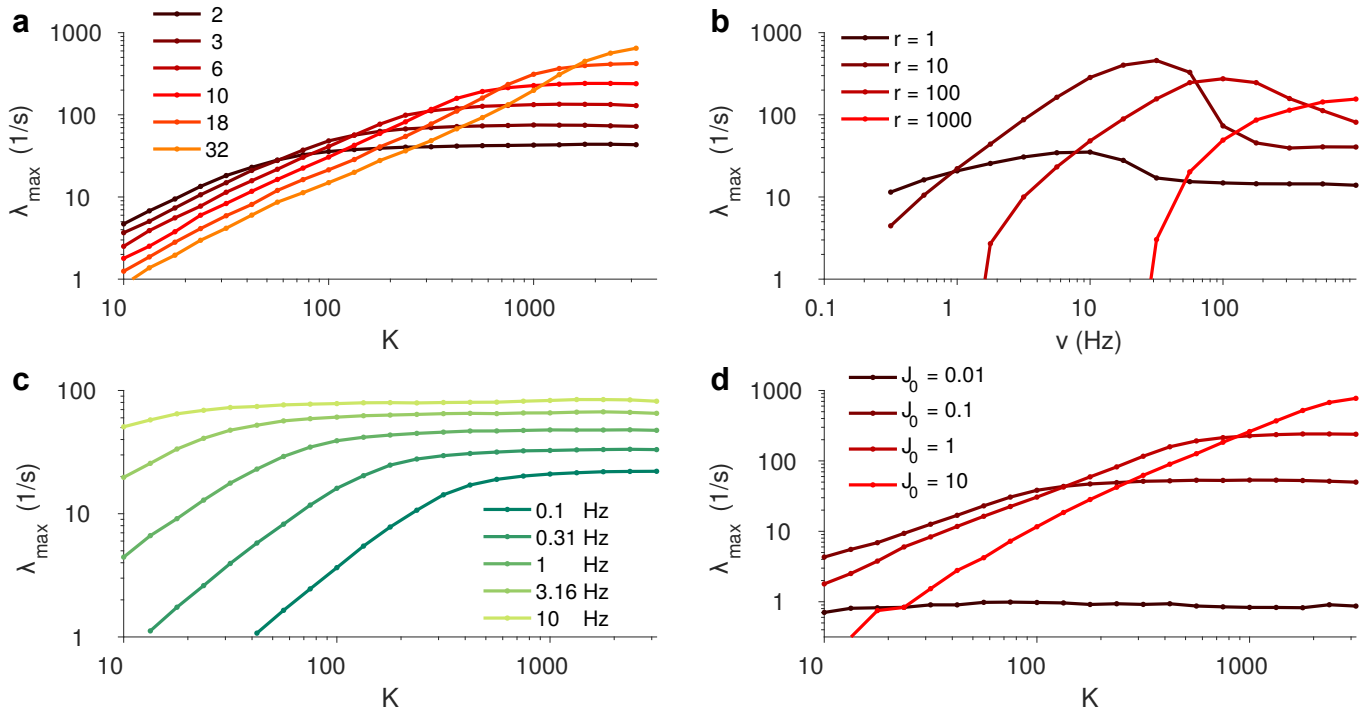 a
2
3
6
10
18
32
1000
100
10
1
λmax (1/s)
10 100 1000
K
b
r = 1
r = 10
r = 100
r = 1000
1000
100
10
1
λmax (1/s)
0.1 1 10 100
ν (Hz)
c
100
10
1
λmax (1/s)
0.1 Hz
0.31 Hz
1 Hz
3.16 Hz
10 Hz
10 100 1000
K
d
J0 = 0.01
J0 = 0.1
J0 = 1
J0 = 10
1000
100
10
1
λmax (1/s)
10 100 1000
K